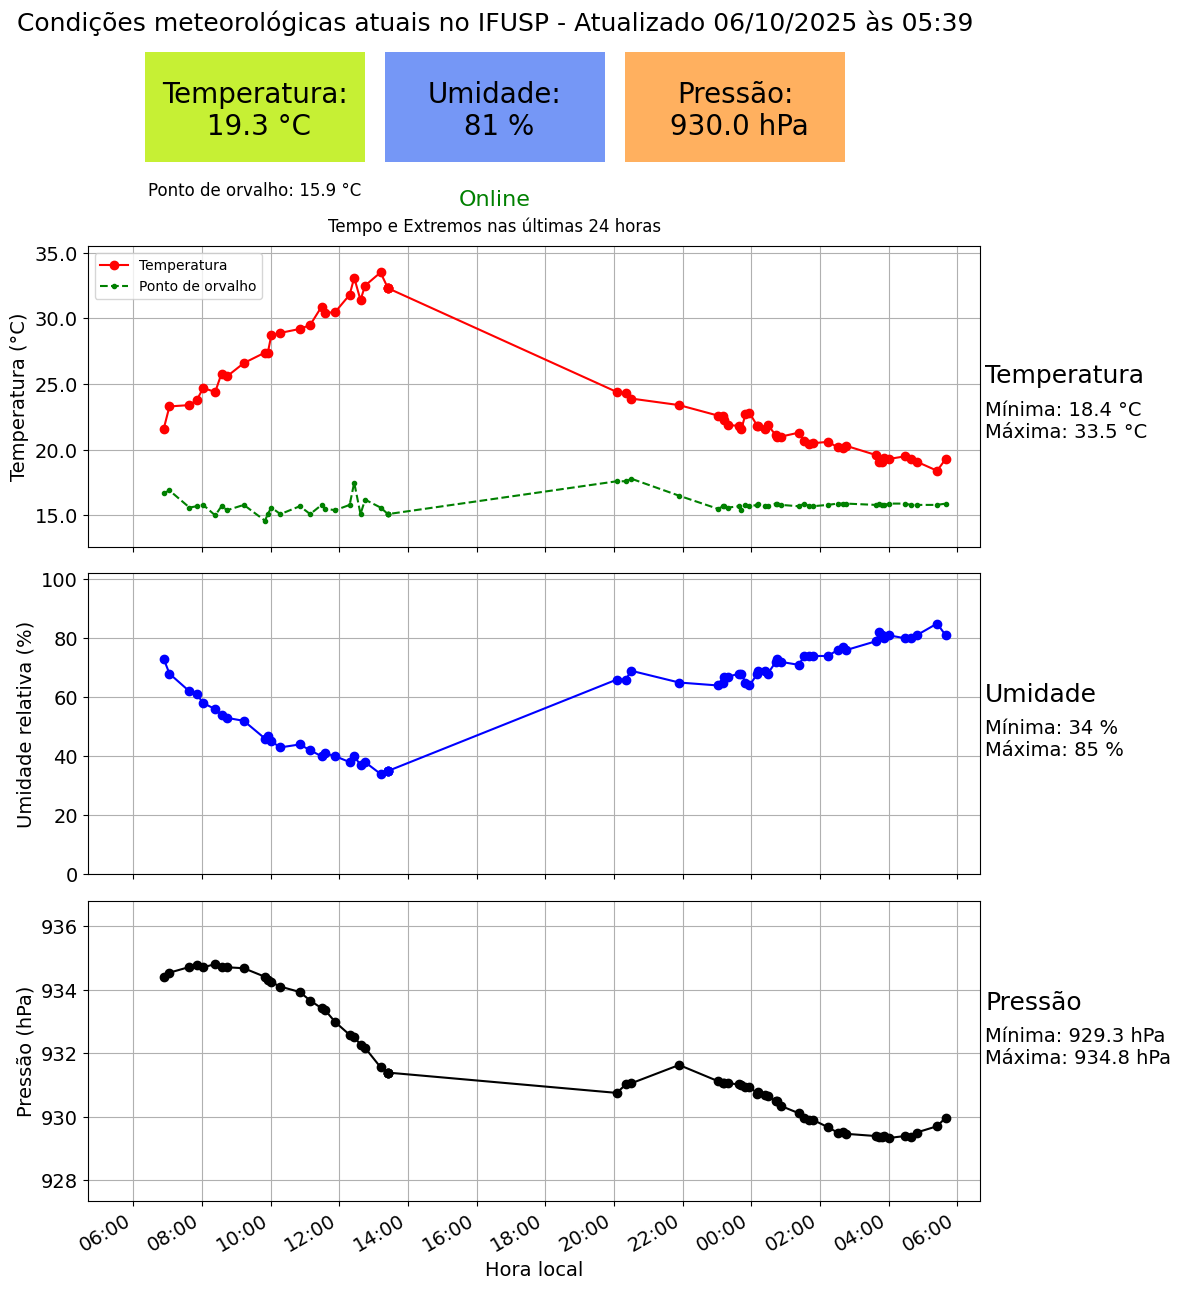 Condições meteorológicas atuais no IFUSP - Atualizado 06/10/2025 às 05:39
Temperatura:
19.3 °C
Umidade:
81 %
Pressão:
930.0 hPa
Ponto de orvalho: 15.9 °C
Online
Tempo e Extremos nas últimas 24 horas
Temperatura
Ponto de orvalho
35.0
30.0
25.0
20.0
15.0
Temperatura (°C)
Temperatura
Mínima: 18.4 °C
Máxima: 33.5 °C
100
80
60
40
20
0
Umidade relativa (%)
Umidade
Mínima: 34 %
Máxima: 85 %
936
934
932
930
928
Pressão (hPa)
Pressão
Mínima: 929.3 hPa
Máxima: 934.8 hPa
06:00 08:00 10:00 12:00 14:00 16:00 18:00 20:00 22:00 00:00 02:00 04:00 06:00
Hora local